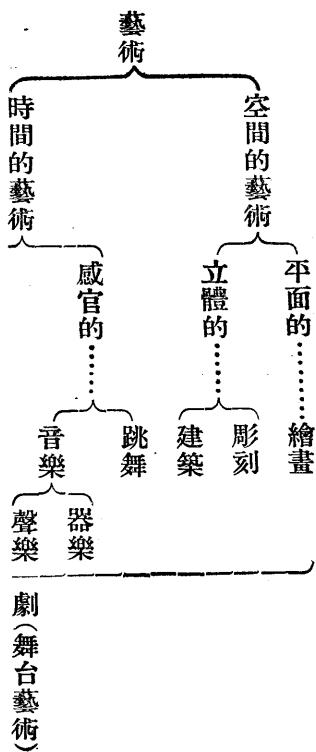 藝術
空間的藝術
平面的………繪畫
立體的……
彫刻
建築
時間的藝術
感官的……
跳舞
音樂
器樂
聲樂
劇(舞台藝術)